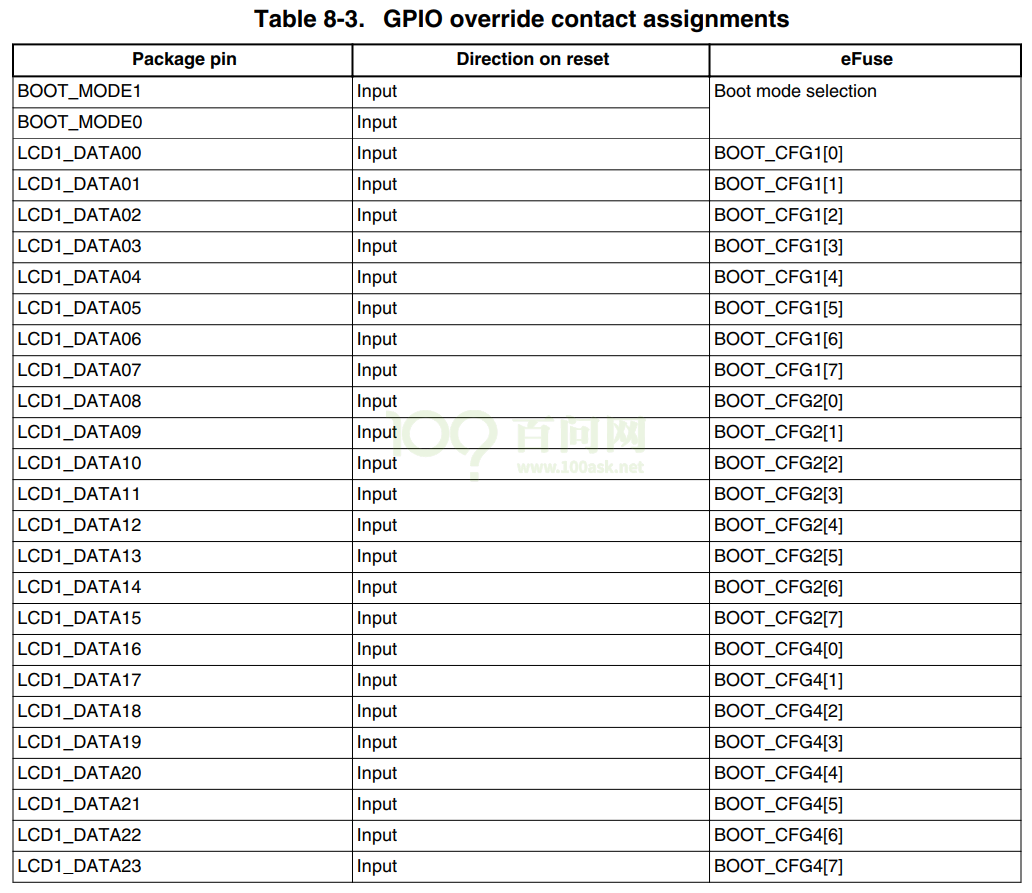 Table 8-3. GPIO override contact assignments
Package pin Direction on reset eFuse
BOOT_MODE1 Input Boot mode selection
BOOT_MODE0 Input
LCD1_DATA00 Input BOOT_CFG1[0]
LCD1_DATA01 Input BOOT_CFG1[1]
LCD1_DATA02 Input BOOT_CFG1[2]
LCD1_DATA03 Input BOOT_CFG1[3]
LCD1_DATA04 Input BOOT_CFG1[4]
LCD1_DATA05 Input BOOT_CFG1[5]
LCD1_DATA06 Input BOOT_CFG1[6]
LCD1_DATA07 Input BOOT_CFG1[7]
LCD1_DATA08 Input BOOT_CFG2[0]
LCD1_DATA09 Input BOOT_CFG2[1]
LCD1_DATA10 Input BOOT_CFG2[2]
LCD1_DATA11 Input BOOT_CFG2[3]
LCD1_DATA12 Input BOOT_CFG2[4]
LCD1_DATA13 Input BOOT_CFG2[5]
LCD1_DATA14 Input BOOT_CFG2[6]
LCD1_DATA15 Input BOOT_CFG2[7]
LCD1_DATA16 Input BOOT_CFG4[0]
LCD1_DATA17 Input BOOT_CFG4[1]
LCD1_DATA18 Input BOOT_CFG4[2]
LCD1_DATA19 Input BOOT_CFG4[3]
LCD1_DATA20 Input BOOT_CFG4[4]
LCD1_DATA21 Input BOOT_CFG4[5]
LCD1_DATA22 Input BOOT_CFG4[6]
LCD1_DATA23 Input BOOT_CFG4[7]
100? 百问网
www.100ask.net